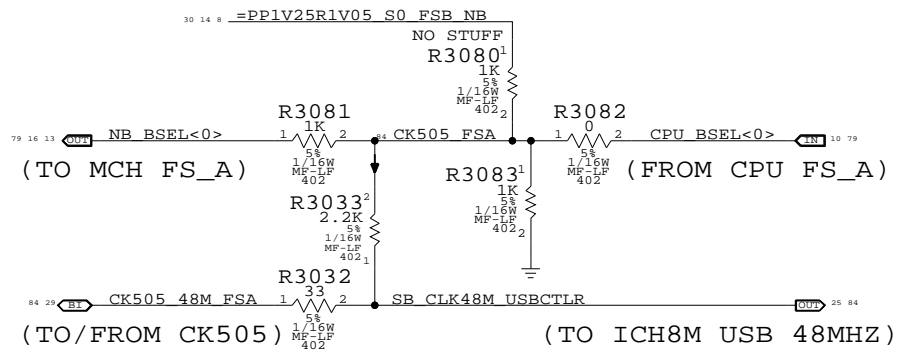 30 14 8 =PP1V25R1V05_S0_FSB_NB
NO STUFF
R3080
1
1K
5%
1/16W
MF-LF
402
2
R3081
1K
1 2
5%
1/16W
MF-LF
402
79 16 13 OUT NB_BSEL<0>
(TO MCH FS_A)
84 CK505_FSA
R3082
0
1 2
5%
1/16W
MF-LF
402
CPU_BSEL<0> IN 10 79
(FROM CPU FS_A)
R3083
1
1K
5%
1/16W
MF-LF
402
2
R3033
2
2.2K
5%
1/16W
MF-LF
402
1
R3032
33
1 2
5%
1/16W
MF-LF
402
84 29 BI CK505_48M_FSA
(TO/FROM CK505)
SB_CLK48M_USBCTLR OUT 25 84
(TO ICH8M USB 48MHZ)